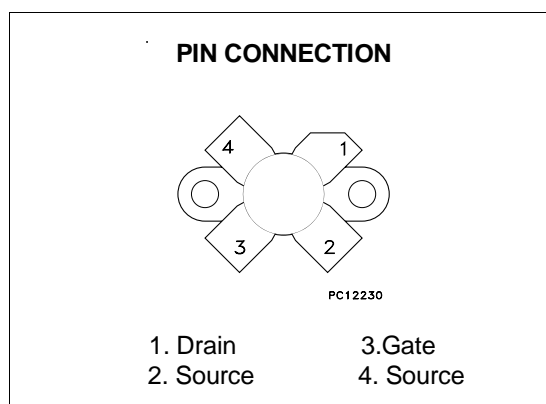 PIN CONNECTION
4 1
3 2
PC12230
1. Drain 3.Gate
2. Source 4. Source